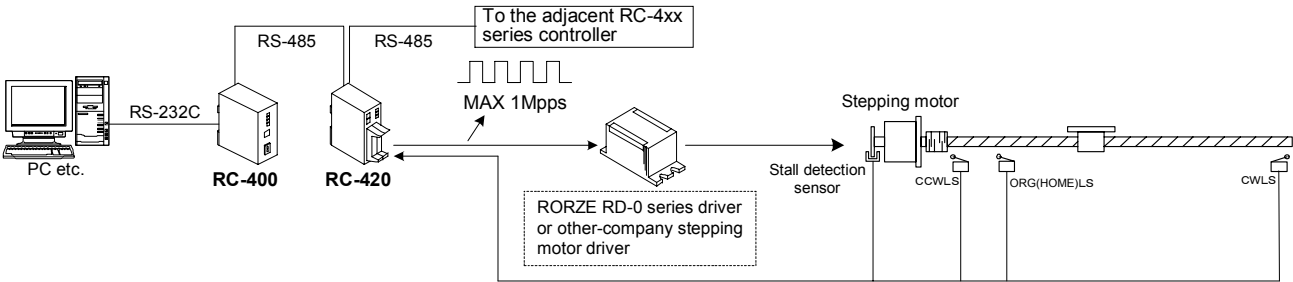 To the adjacent RC-4xx
series controller
RS-485
RS-485
MAX 1Mpps
RS-232C
PC etc.
RC-400
RC-420
Stepping motor
Stall detection
sensor
CCWLS
ORG(HOME)LS
CWLS
RORZE RD-0 series driver
or other-company stepping
motor driver